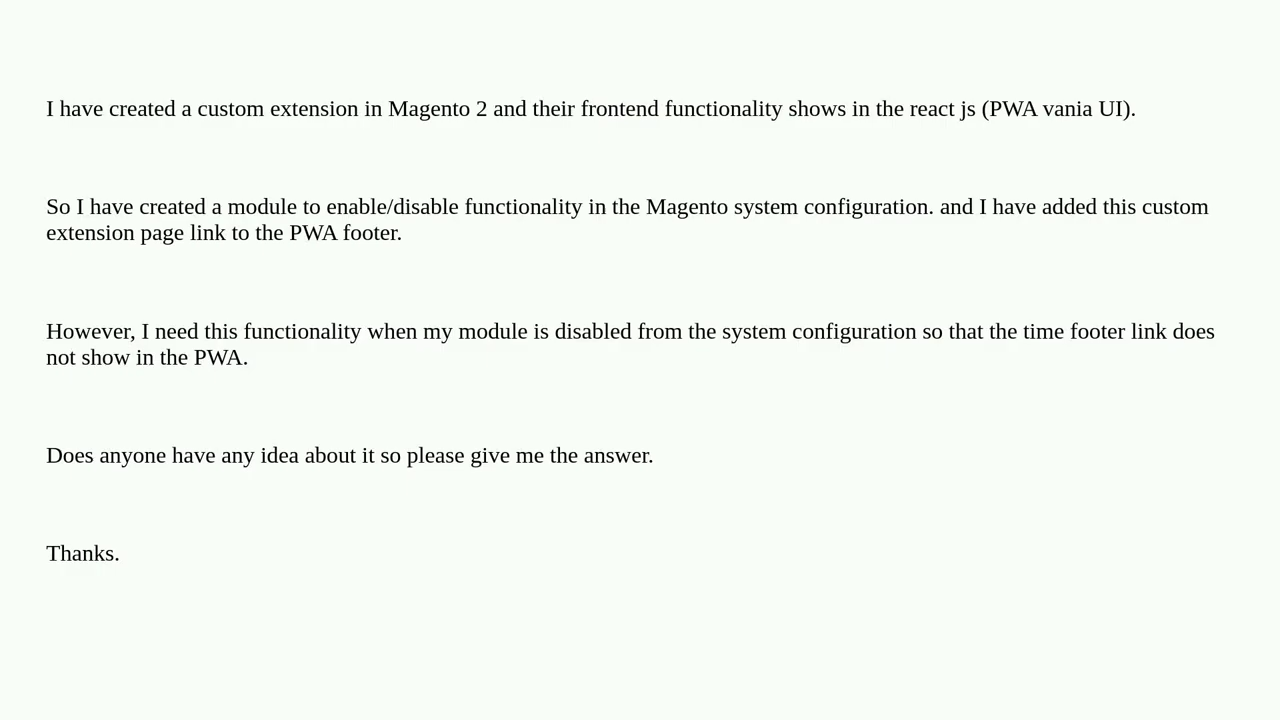 I have created a custom extension in Magento 2 and their frontend functionality shows in the react js (PWA vania UI).
So I have created a module to enable/disable functionality in the Magento system configuration. and I have added this custom
extension page link to the PWA footer.
However, I need this functionality when my module is disabled from the system configuration so that the time footer link does
not show in the PWA.
Does anyone have any idea about it so please give me the answer.
Thanks.